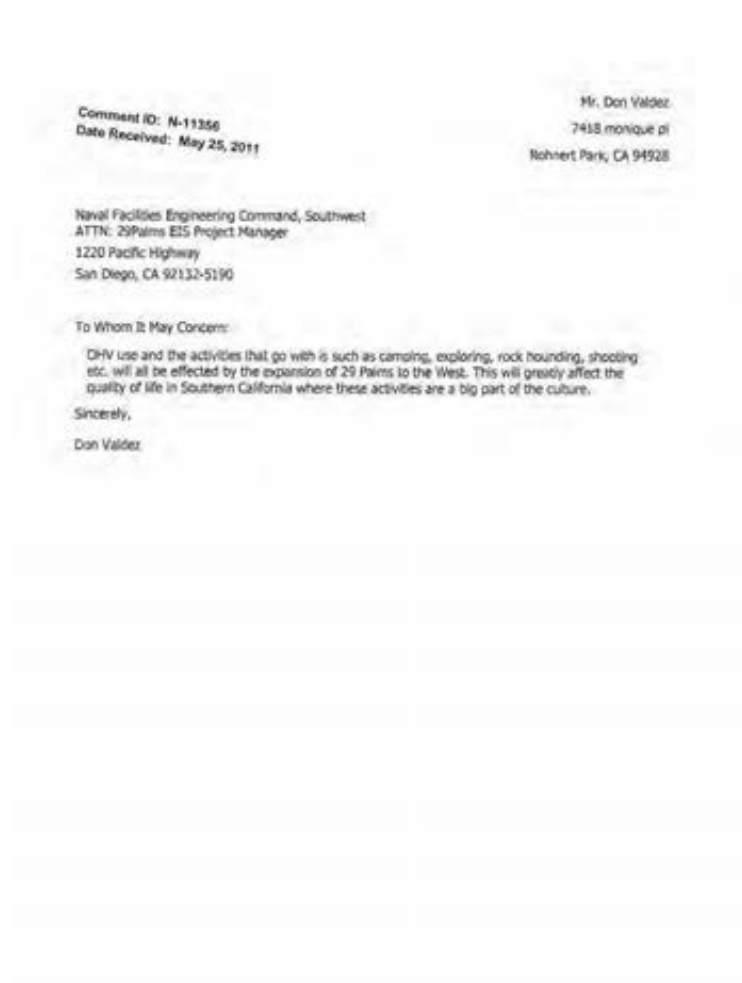 Comment ID: N-11356
Date Received: May 25, 2011
Mr. Don Valdez
7418 monique pl
Rohnert Park, CA 94928
Naval Facilities Engineering Command, Southwest
ATTN: 29Palms EIS Project Manager
1220 Pacific Highway
San Diego, CA 92132-5190
To Whom It May Concern:
OHV use and the activities that go with is such as camping, exploring, rock hounding, shooting
etc. will all be effected by the expansion of 29 Palms to the West. This will greatly affect the
quality of life in Southern California where these activities are a big part of the culture.
Sincerely,
Don Valdez